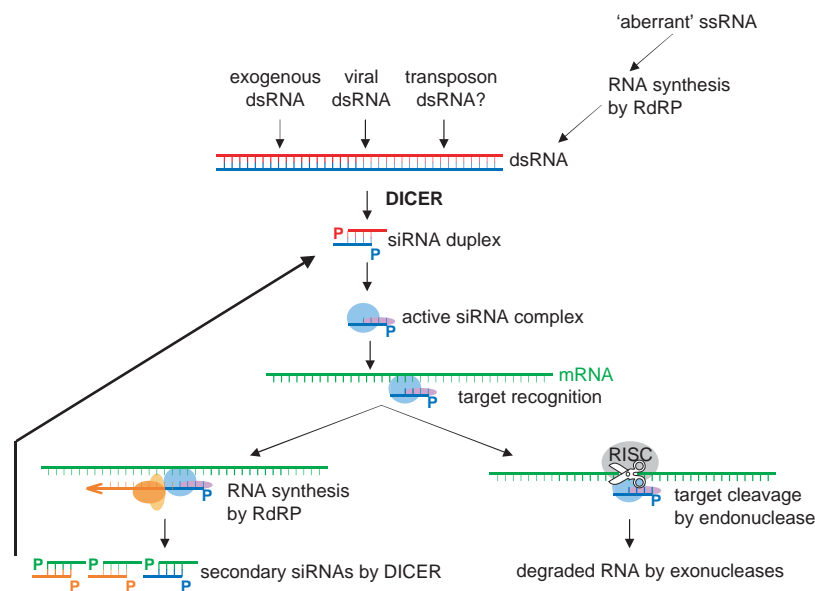 'aberrant' ssRNA
exogenous
dsRNA
viral
dsRNA
transposon
dsRNA?
RNA synthesis
by RdRP
dsRNA
DICER
P
siRNA duplex
P
active siRNA complex
P
mRNA
target recognition
P
RISC
RNA synthesis
by RdRP
P
target cleavage
by endonuclease
P
P P P
secondary siRNAs by DICER
P P P
degraded RNA by exonucleases